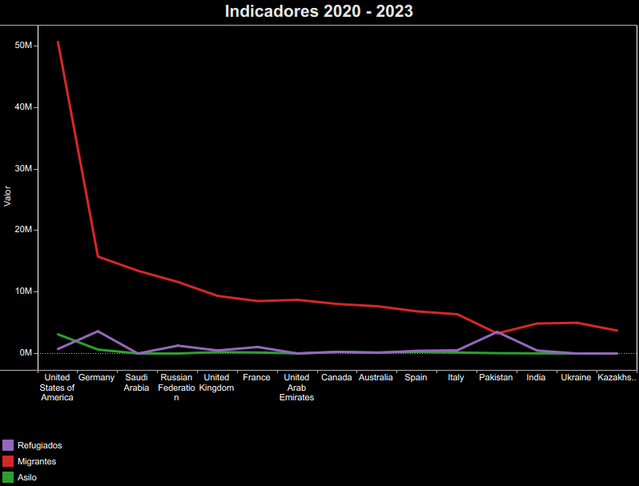 Indicadores 2020 - 2023
Valor
50M
40M
30M
20M
10M
0M
United States of America
Germany
Saudi Arabia
Russian Federation
United Kingdom
France
United Arab Emirates
Canada
Australia
Spain
Italy
Pakistan
India
Ukraine
Kazakhs..
Refugiados
Migrantes
Asilo